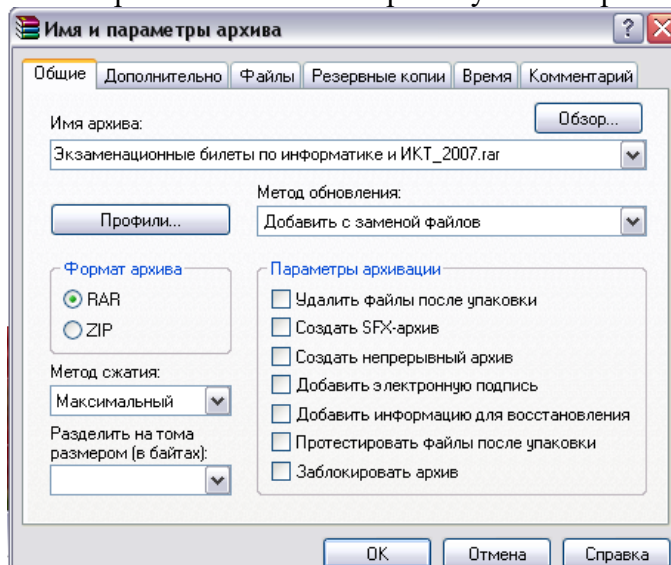 Имя и параметры архива
Общие Дополнительно Файлы Резервные копии Время Комментарий
Имя архива:
Обзор...
Экзаменационные билеты по информатике и ИКТ_2007.rar
Метод обновления:
Профили...
Добавить с заменой файлов
Формат архива
RAR
ZIP
Метод сжатия:
Максимальный
Разделить на тома
размером (в байтах):
Параметры архивации
Удалить файлы после упаковки
Создать SFX-архив
Создать непрерывный архив
Добавить электронную подпись
Добавить информацию для восстановления
Протестировать файлы после упаковки
Заблокировать архив
OK Отмена Справка